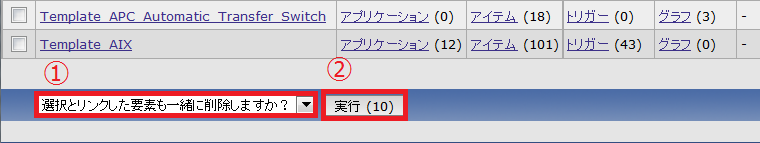 Template_APC_Automatic_Transfer_Switch アプリケーション (0) アイテム (18) トリガー (0) グラフ (3) -
Template_AIX アプリケーション (12) アイテム (101) トリガー (43) グラフ (0) -
① ②
選択とリンクした要素も一緒に削除しますか？ 実行 (10)